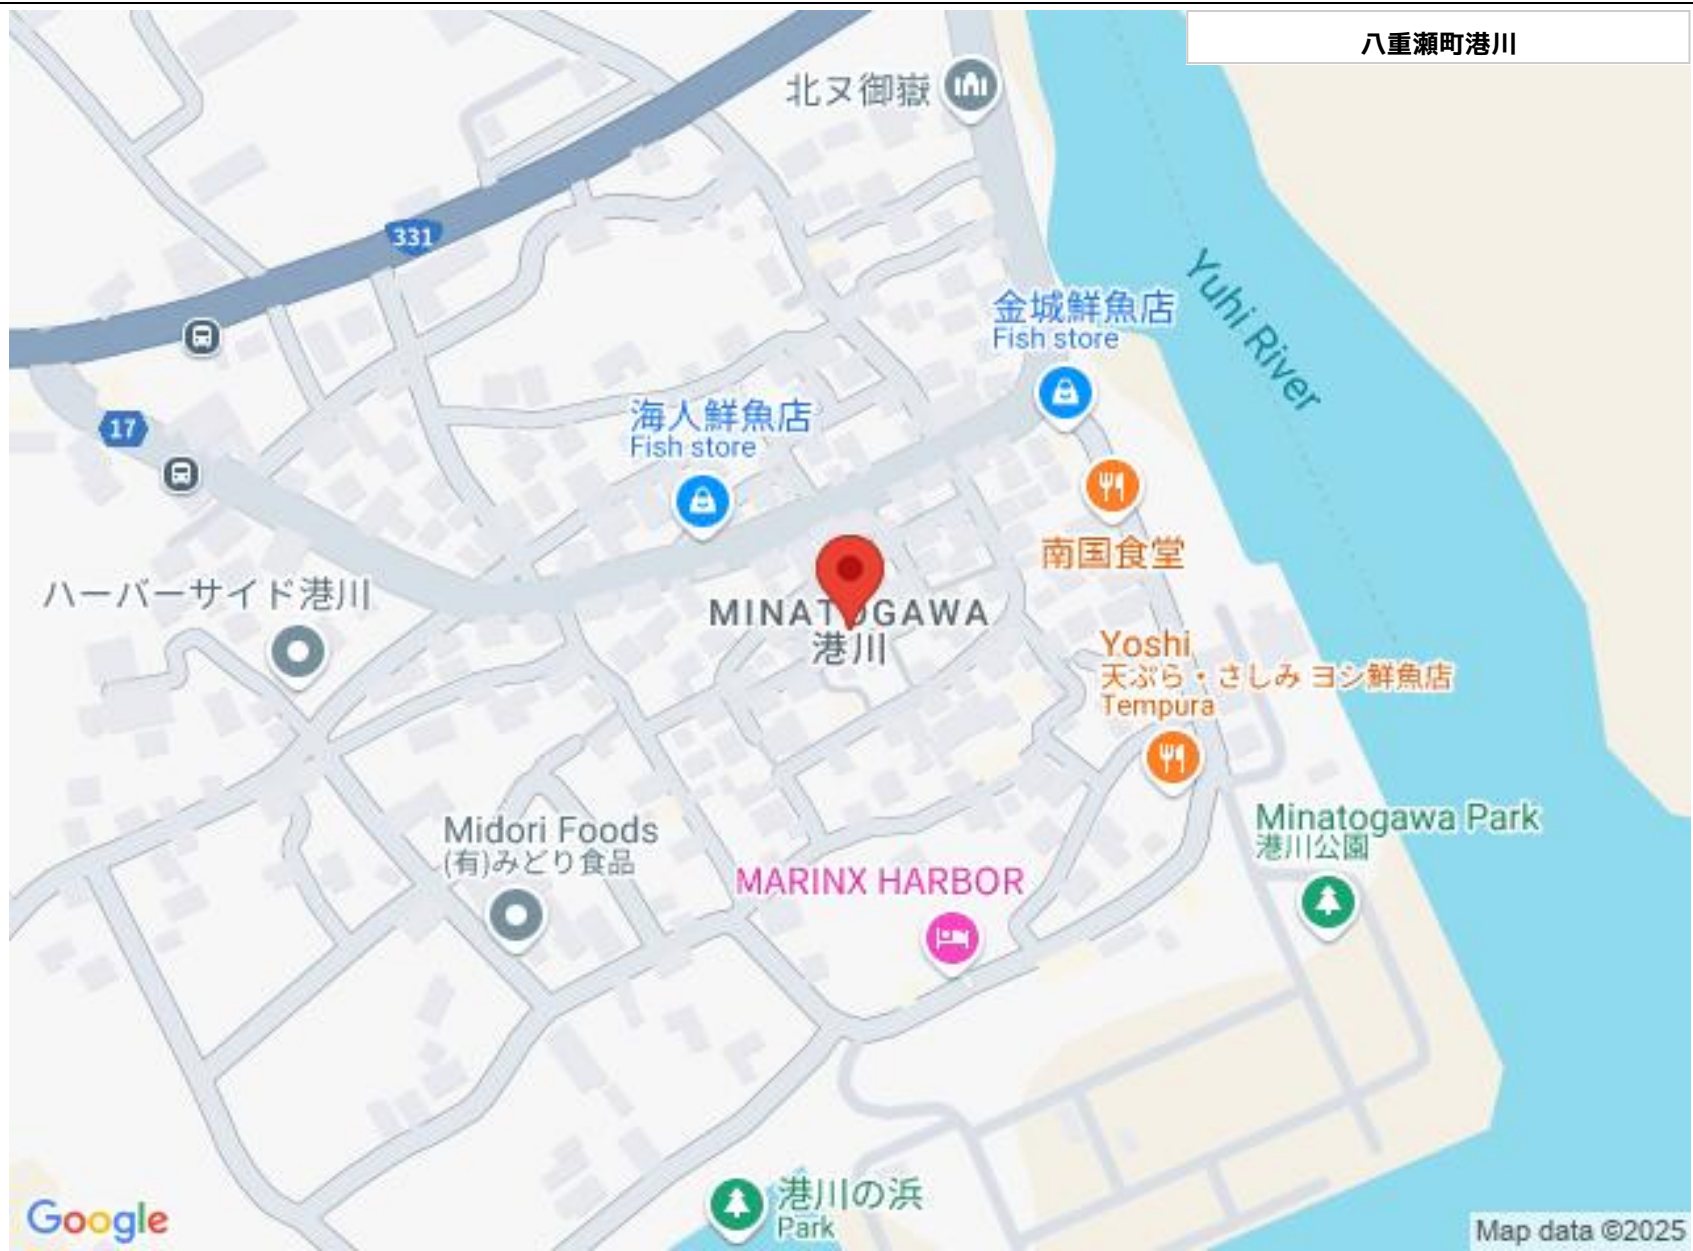 八重瀬町港川
北ヌ御嶽
331
Yuhi River
金城鮮魚店
Fish store
海人鮮魚店
Fish store
17
南国食堂
ハーバーサイド港川
MINATOGAWA
港川
Yoshi
天ぷら・さしみ ヨシ鮮魚店
Tempura
Minatogawa Park
港川公園
Midori Foods
(有)みどり食品
MARINX HARBOR
港川の浜
Park
Google
Map data ©2025